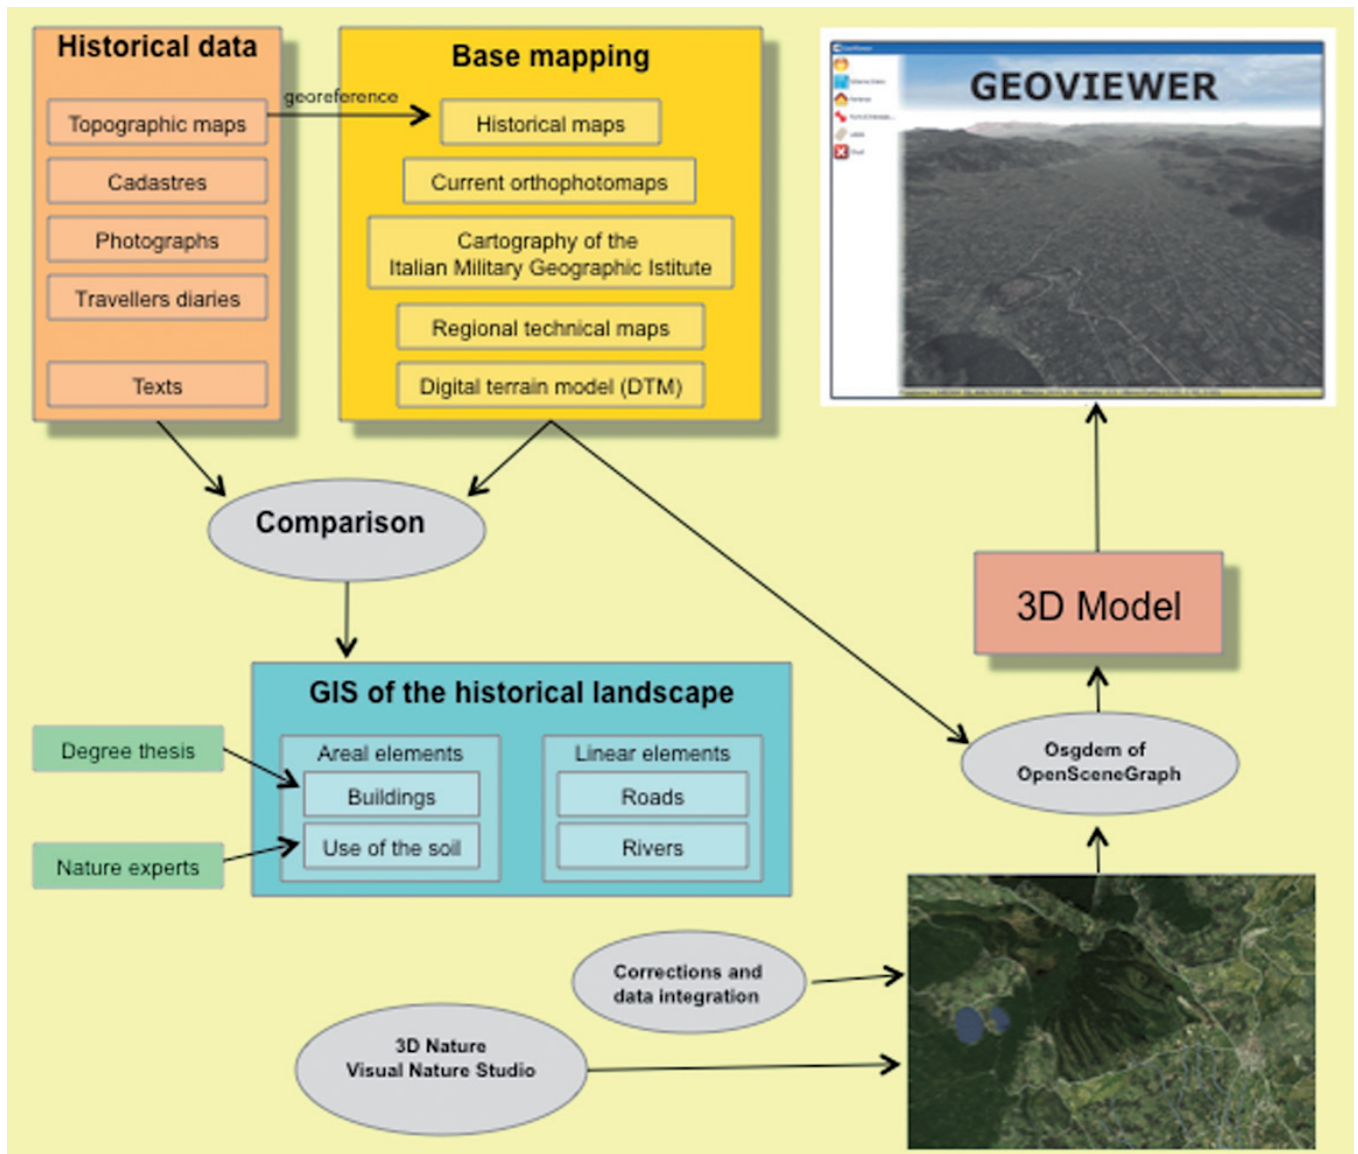 Historical data
Topographic maps
Cadastres
Photographs
Travellers diaries
Texts
georeference
Base mapping
Historical maps
Current orthophotomaps
Cartography of the
Italian Military Geographic Istitute
Regional technical maps
Digital terrain model (DTM)
GEOVIEWER
Comparison
3D Model
GIS of the historical landscape
Areal elements
Buildings
Use of the soil
Linear elements
Roads
Rivers
Degree thesis
Nature experts
Osgdem of
OpenSceneGraph
Corrections and
data integration
3D Nature
Visual Nature Studio